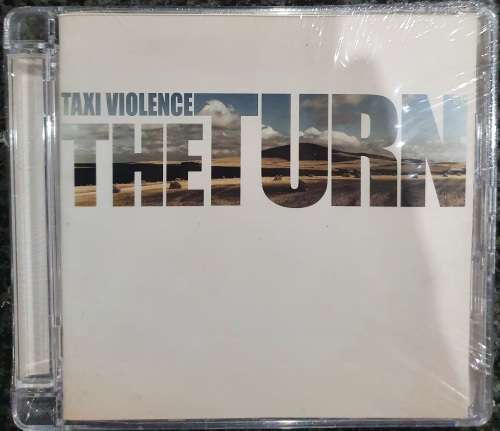 TAXI VIOLENCE
THE TURN